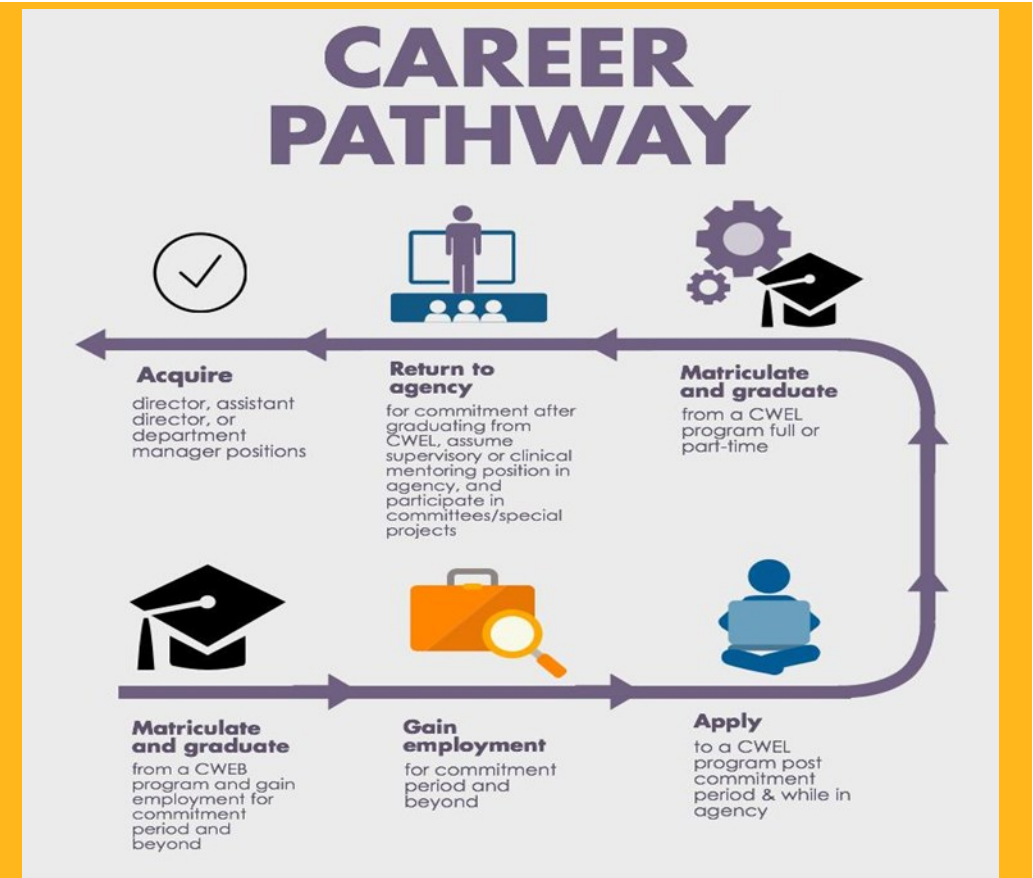 CAREER
PATHWAY
Acquire
director, assistant
director, or
department
manager positions
Return to
agency
for commitment after
graduating from
CWEL, assume
supervisory or clinical
mentoring position in
agency, and
participate in
committees/special
projects
Matriculate
and graduate
from a CWEL
program full or
part-time
Matriculate
and graduate
from a CWEB
program and gain
employment for
commitment
period and
beyond
Gain
employment
for commitment
period and
beyond
Apply
to a CWEL
program post
commitment
period & while in
agency